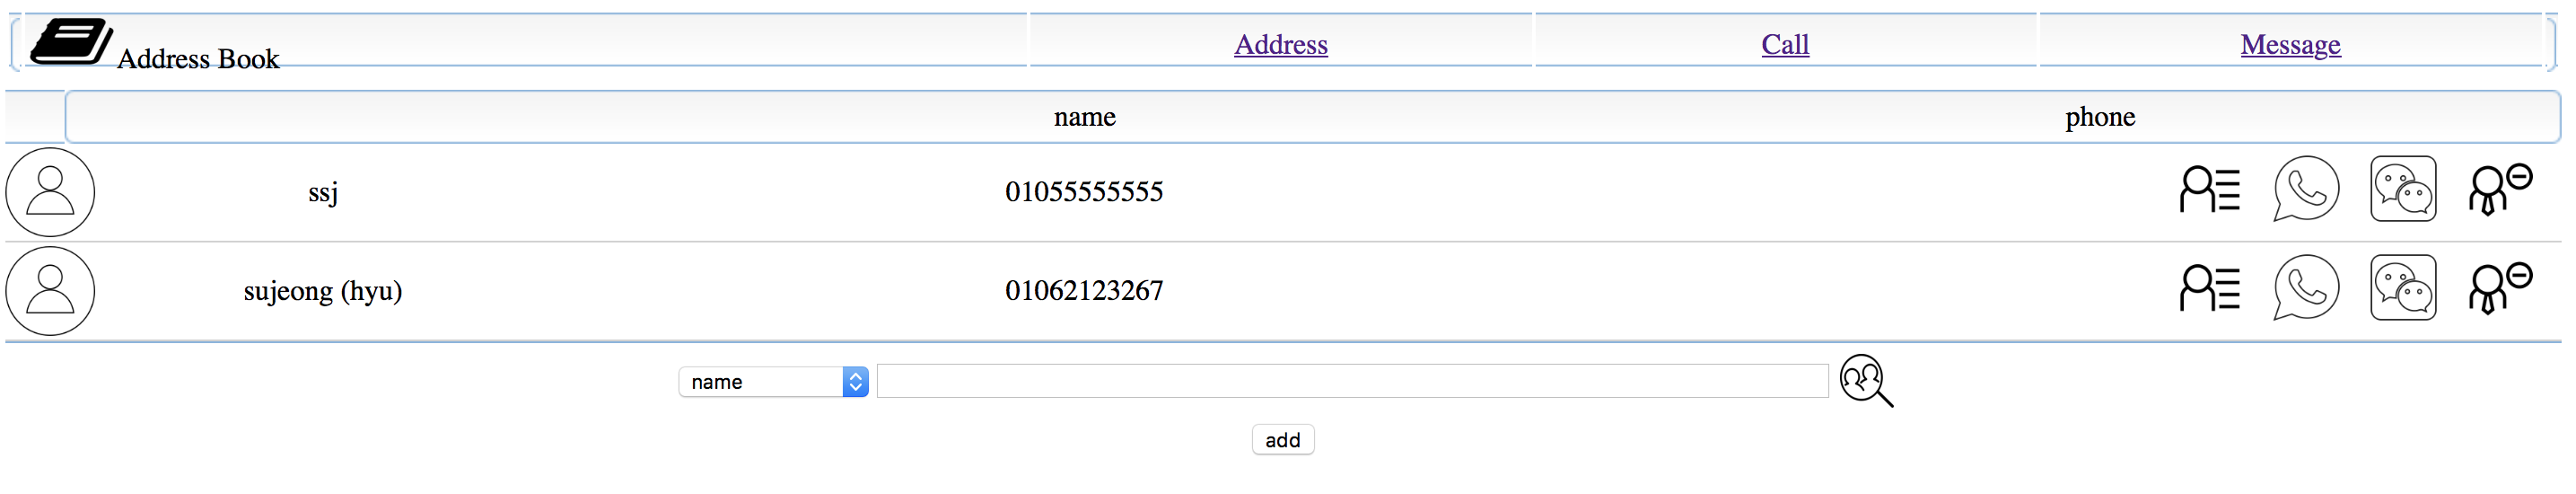 Address Book Address Call Message
name phone
ssj 01055555555
sujeong (hyu) 01062123267
name
add